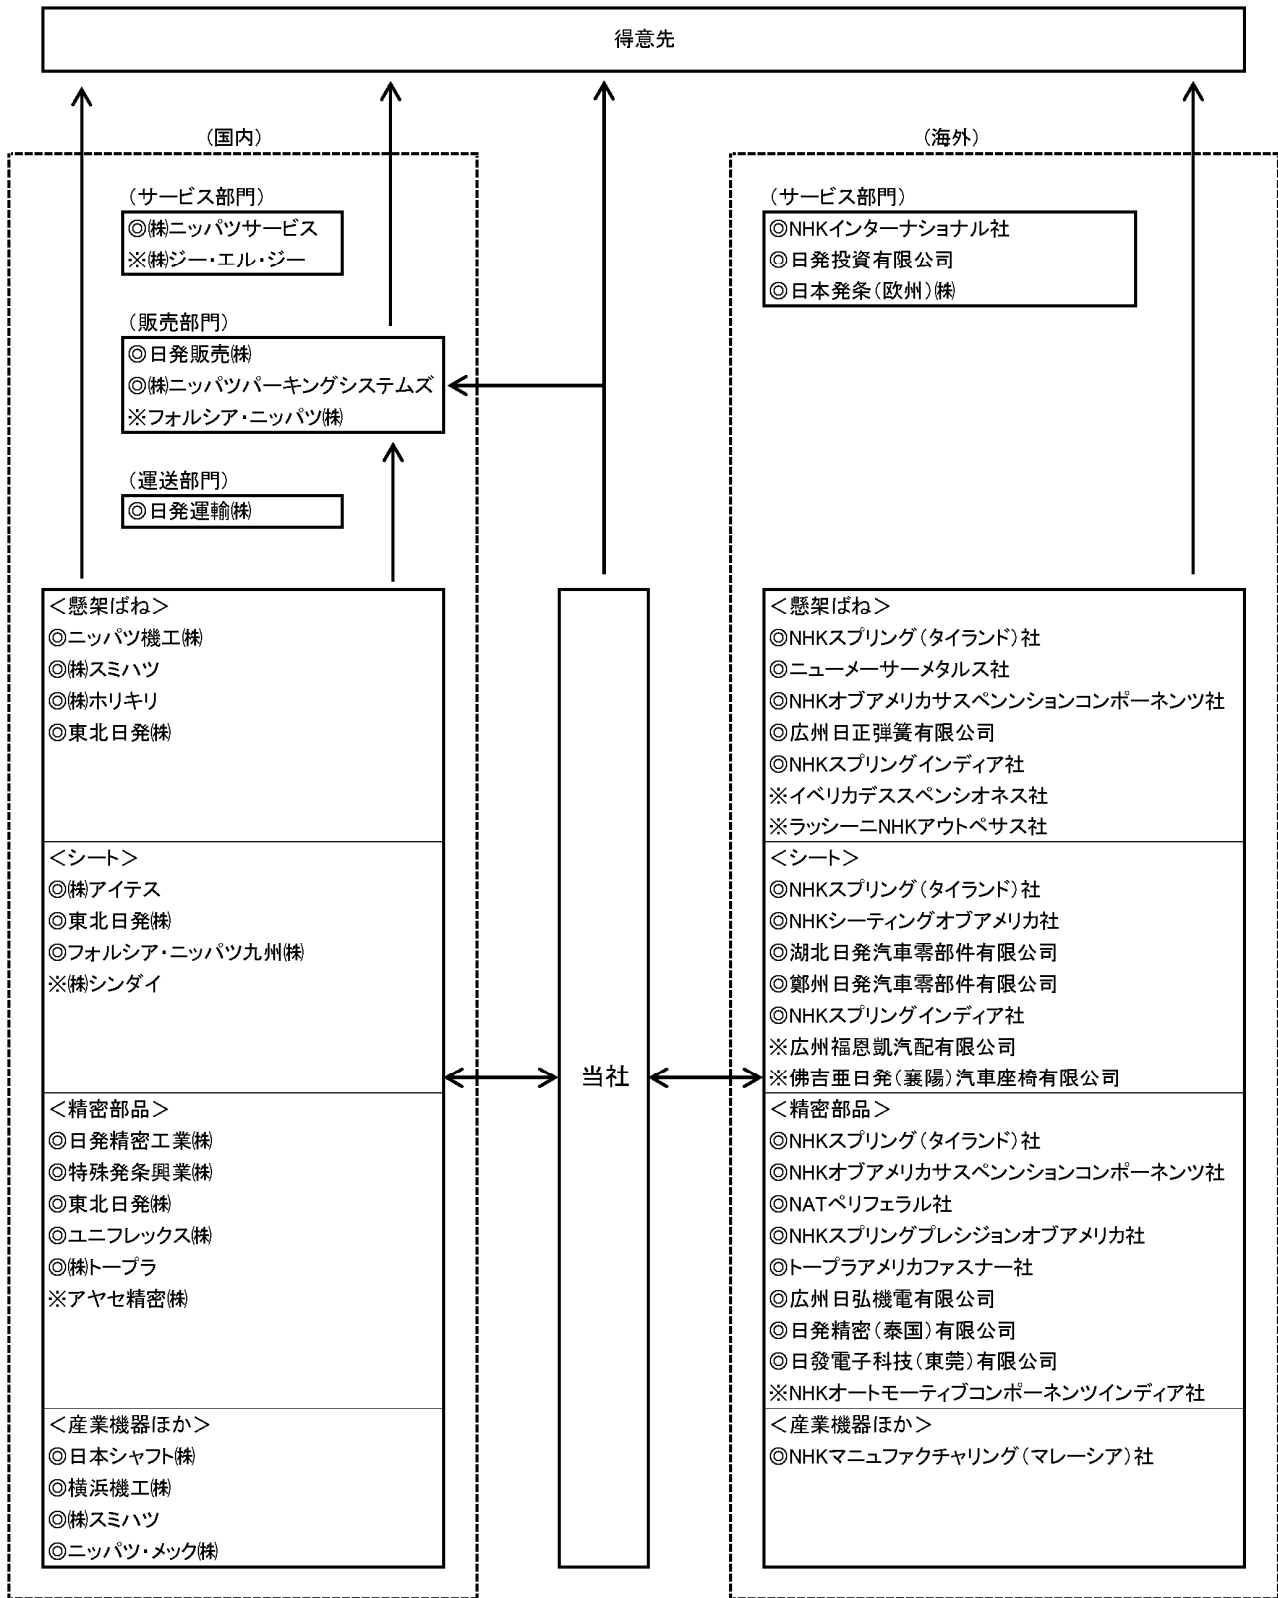 得意先
（国内）
（サービス部門）
◎㈱ニッパツサービス
※㈱ジー・エル・ジー
（販売部門）
◎日発販売㈱
◎㈱ニッパツパーキングシステムズ
※フォルシア・ニッパツ㈱
（運送部門）
◎日発運輸㈱
＜懸架ばね＞
◎ニッパツ機工㈱
◎㈱スミハツ
◎㈱ホリキリ
◎東北日発㈱
＜シート＞
◎㈱アイテス
◎東北日発㈱
◎フォルシア・ニッパツ九州㈱
※㈱シンダイ
＜精密部品＞
◎日発精密工業㈱
◎特殊発条興業㈱
◎東北日発㈱
◎ユニフレックス㈱
◎㈱トープラ
※アヤセ精密㈱
＜産業機器ほか＞
◎日本シャフト㈱
◎横浜機工㈱
◎㈱スミハツ
◎ニッパツ・メック㈱
当社
（海外）
（サービス部門）
◎NHKインターナショナル社
◎日発投資有限公司
◎日本発条（欧州）㈱
＜懸架ばね＞
◎NHKスプリング（タイランド）社
◎ニューメーサーメタルス社
◎NHKオブアメリカサスペンンションコンポーネンツ社
◎広州日正弾簧有限公司
◎NHKスプリングインディア社
※イベリカデススペンシオネス社
※ラッシーニNHKアウトペサス社
＜シート＞
◎NHKスプリング（タイランド）社
◎NHKシーティングオブアメリカ社
◎湖北日発汽車零部件有限公司
◎鄭州日発汽車零部件有限公司
◎NHKスプリングインディア社
※広州福恩凱汽配有限公司
※佛吉亜日発（襄陽）汽車座椅有限公司
＜精密部品＞
◎NHKスプリング（タイランド）社
◎NHKオブアメリカサスペンンションコンポーネンツ社
◎NATペリフェラル社
◎NHKスプリングプレシジョンオブアメリカ社
◎トープラアメリカファスナー社
◎広州日弘機電有限公司
◎日発精密（泰国）有限公司
◎日發電子科技（東莞）有限公司
※NHKオートモーティブコンポーネンツインディア社
＜産業機器ほか＞
◎NHKマニュファクチャリング（マレーシア）社